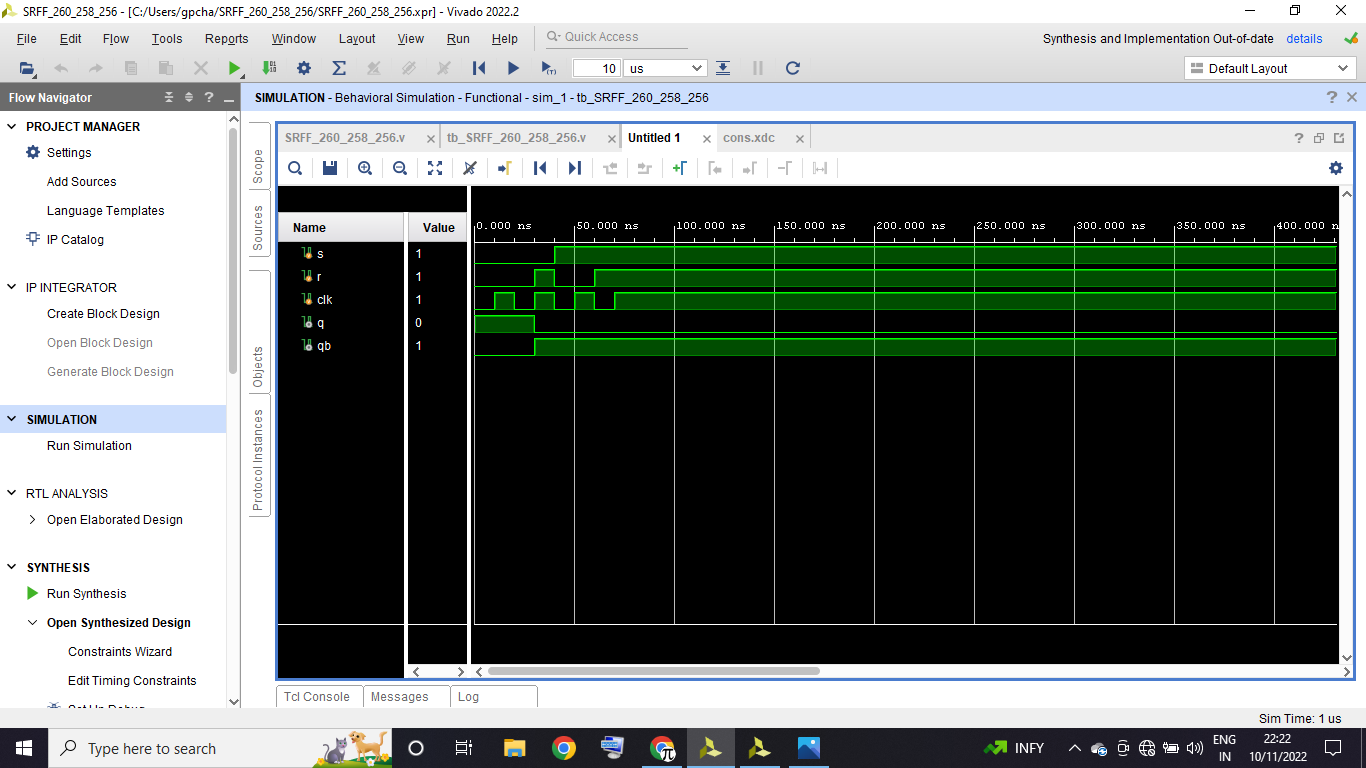 SRFF_260_258_256 - [C:/Users/gpcha/SRFF_260_258_256/SRFF_260_258_256.xpr] - Vivado 2022.2
File Edit Flow Tools Reports Window Layout View Run Help Quick Access
Synthesis and Implementation Out-of-date details
10 us
Default Layout
Flow Navigator
SIMULATION - Behavioral Simulation - Functional - sim_1 - tb_SRFF_260_258_256
PROJECT MANAGER
Settings
Add Sources
Language Templates
IP Catalog
IP INTEGRATOR
Create Block Design
Open Block Design
Generate Block Design
SIMULATION
Run Simulation
RTL ANALYSIS
Open Elaborated Design
SYNTHESIS
Run Synthesis
Open Synthesized Design
Constraints Wizard
Edit Timing Constraints
Scope
Sources
Objects
Protocol Instances
SRFF_260_258_256.v tb_SRFF_260_258_256.v Untitled 1 cons.xdc
Name Value
0.000 ns 50.000 ns 100.000 ns 150.000 ns 200.000 ns 250.000 ns 300.000 ns 350.000 ns 400.000 n
s 1
r 1
clk 1
q 0
qb 1
Tcl Console Messages Log
Sim Time: 1 us
Type here to search
INFY
ENG
IN
22:22
10/11/2022